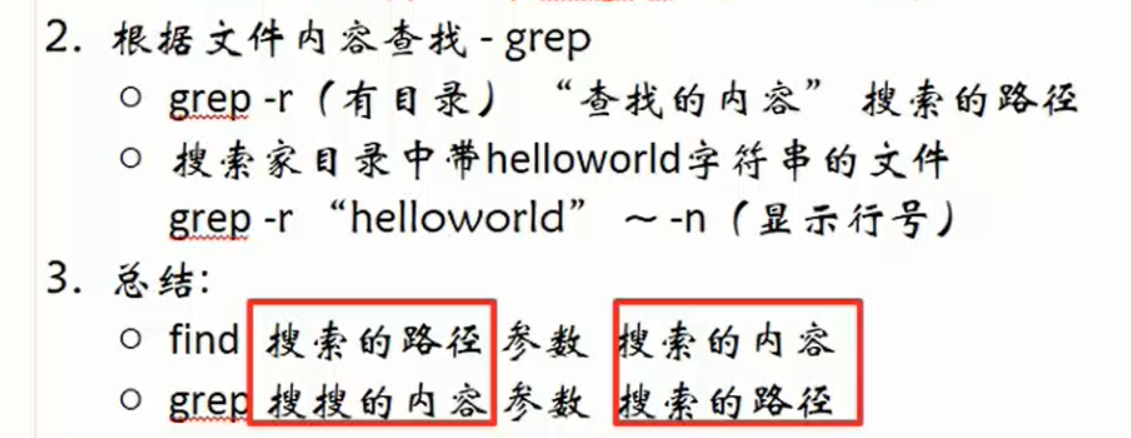 2. 根据文件内容查找 - grep
○ grep -r（有目录） “查找的内容” 搜索的路径
○ 搜索家目录中带helloworld字符串的文件
grep -r “helloworld” ～ -n（显示行号）
3. 总结：
○ find 搜索的路径 参数 搜索的内容
○ grep 搜搜的内容 参数 搜索的路径